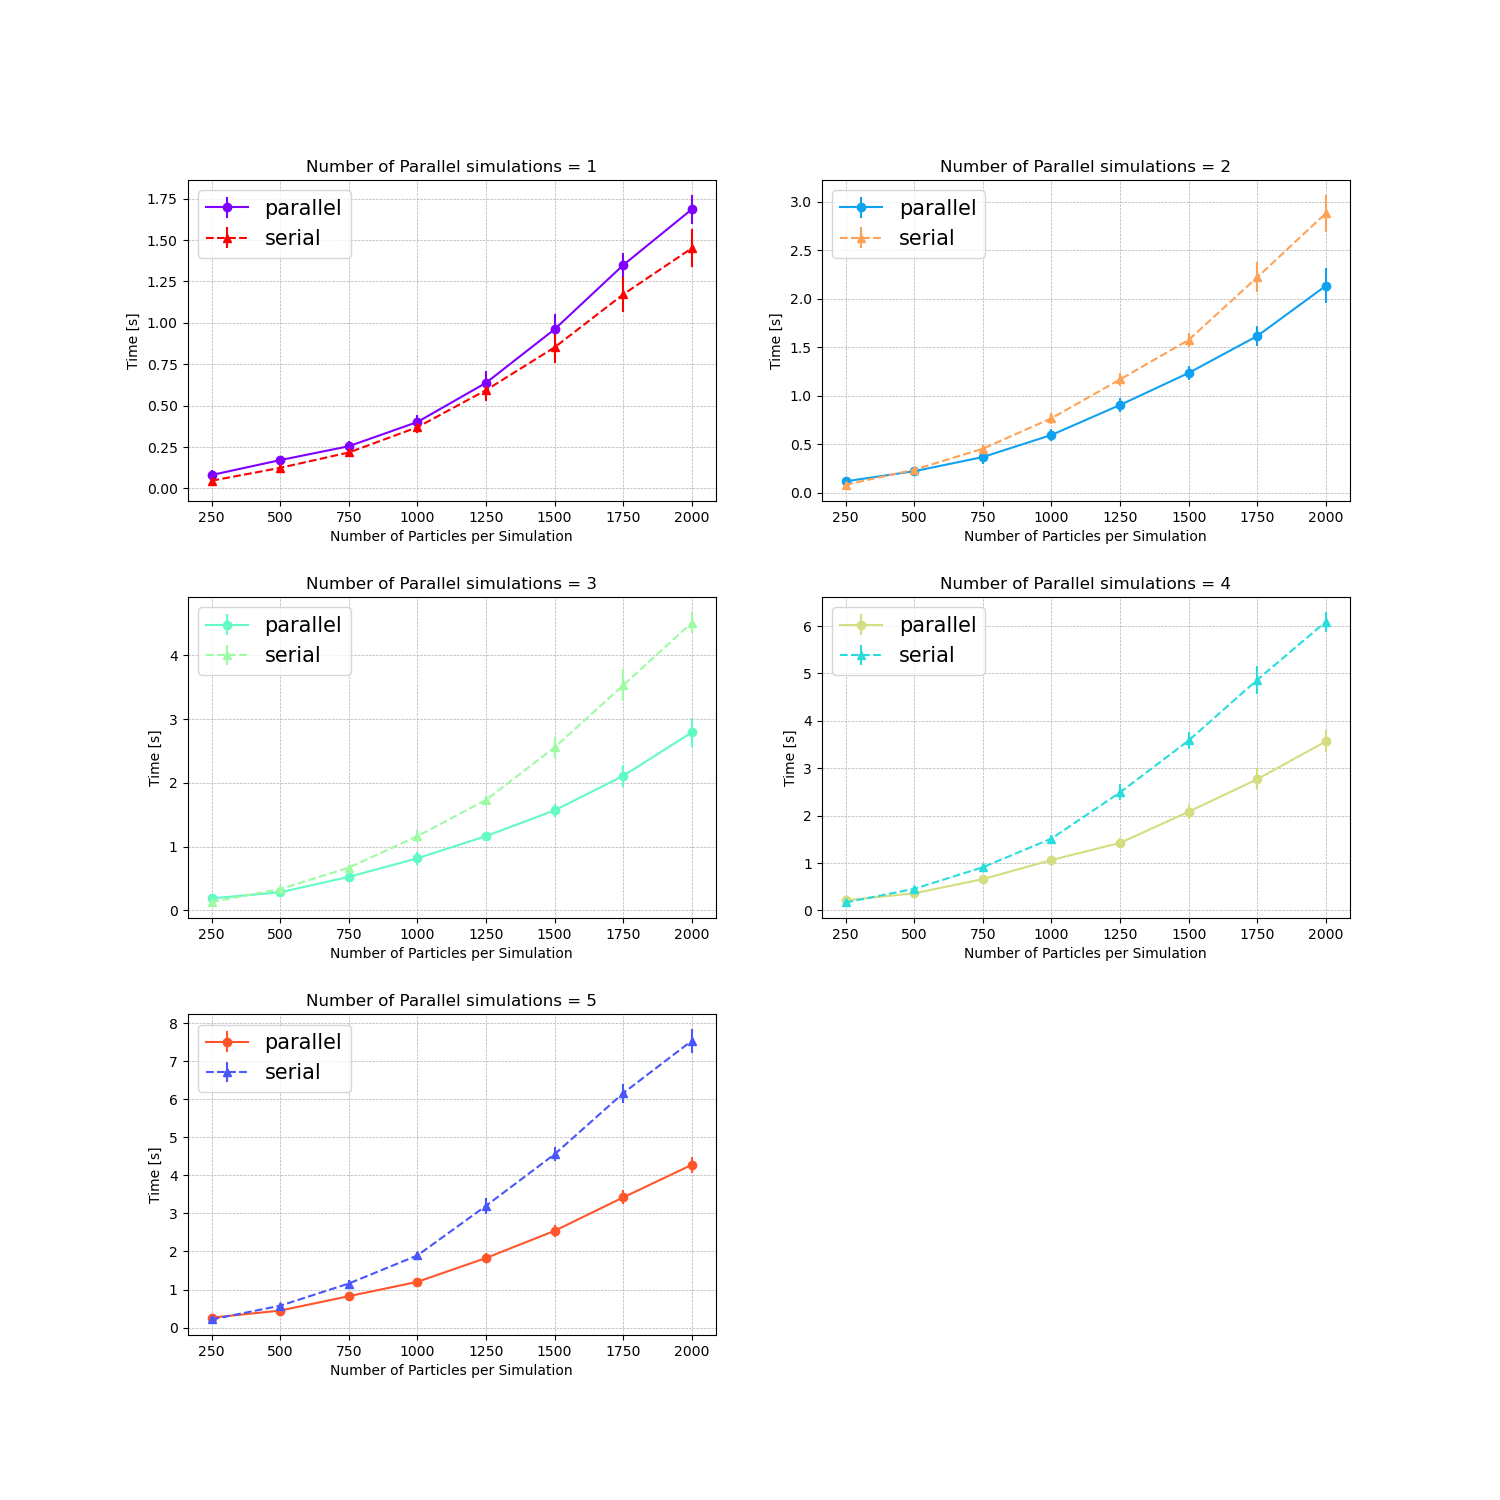 Number of Parallel simulations = 1
parallel
serial
1.75
1.50
1.25
1.00
0.75
0.50
0.25
0.00
Time [s]
250 500 750 1000 1250 1500 1750 2000
Number of Particles per Simulation
Number of Parallel simulations = 2
parallel
serial
3.0
2.5
2.0
1.5
1.0
0.5
0.0
Time [s]
250 500 750 1000 1250 1500 1750 2000
Number of Particles per Simulation
Number of Parallel simulations = 3
parallel
serial
4
3
2
1
0
Time [s]
250 500 750 1000 1250 1500 1750 2000
Number of Particles per Simulation
Number of Parallel simulations = 4
parallel
serial
6
5
4
3
2
1
0
Time [s]
250 500 750 1000 1250 1500 1750 2000
Number of Particles per Simulation
Number of Parallel simulations = 5
parallel
serial
8
7
6
5
4
3
2
1
0
Time [s]
250 500 750 1000 1250 1500 1750 2000
Number of Particles per Simulation